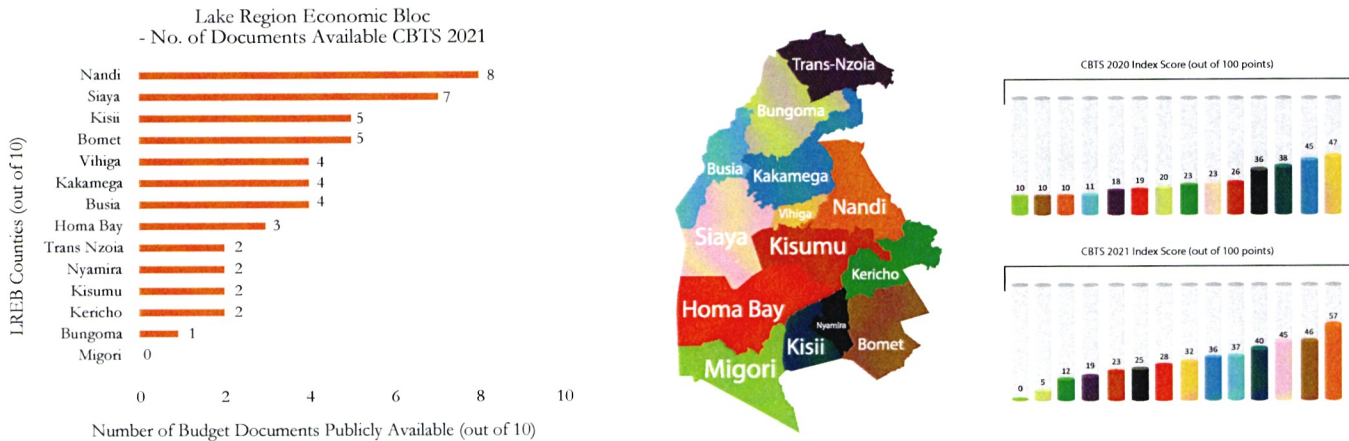 Lake Region Economic Bloc
- No. of Documents Available CBTS 2021
LREB Counties (out of 10)
Nandi 8
Siaya 7
Kisii 5
Bomet 5
Vihiga 4
Kakamega 4
Busia 4
Homa Bay 3
Trans Nzoia 2
Nyamira 2
Kisumu 2
Kericho 2
Bungoma 1
Migori 0
0 2 4 6 8 10
Number of Budget Documents Publicly Available (out of 10)
Trans-Nzoia
Bungoma
Busia
Kakamega
Vihiga
Nandi
Siaya
Kisumu
Kericho
Homa Bay
Nyamira
Kisii
Bomet
Migori
CBTS 2020 Index Score (out of 100 points)
10 10 10 11 18 19 20 23 23 26 36 38 45 47
CBTS 2021 Index Score (out of 100 points)
0 5 12 19 23 25 28 32 36 37 40 45 46 57